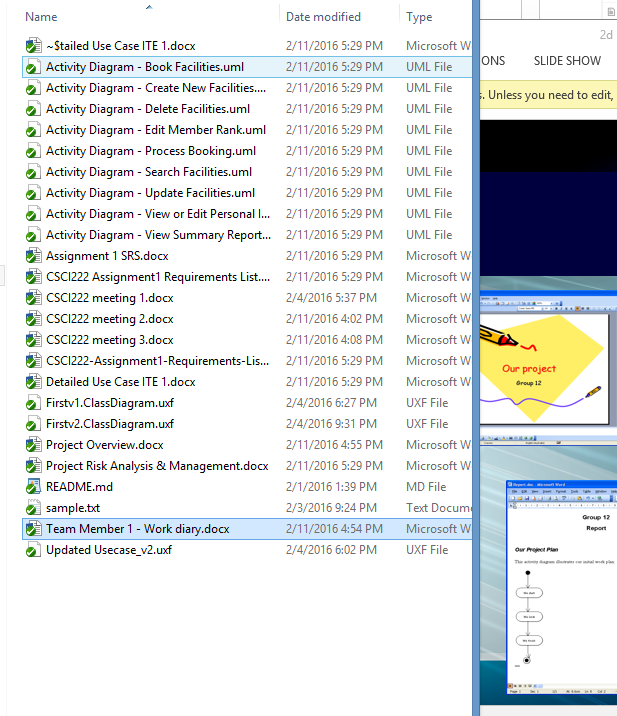 Name Date modified Type
~$tailed Use Case ITE 1.docx 2/11/2016 5:29 PM Microsoft W
Activity Diagram - Book Facilities.uml 2/11/2016 5:29 PM UML File
Activity Diagram - Create New Facilities.... 2/11/2016 5:29 PM UML File
Activity Diagram - Delete Facilities.uml 2/11/2016 5:29 PM UML File
Activity Diagram - Edit Member Rank.uml 2/11/2016 5:29 PM UML File
Activity Diagram - Process Booking.uml 2/11/2016 5:29 PM UML File
Activity Diagram - Search Facilities.uml 2/11/2016 5:29 PM UML File
Activity Diagram - Update Facilities.uml 2/11/2016 5:29 PM UML File
Activity Diagram - View or Edit Personal I... 2/11/2016 5:29 PM UML File
Activity Diagram - View Summary Report... 2/11/2016 5:29 PM UML File
Assignment 1 SRS.docx 2/11/2016 5:29 PM Microsoft W
CSCI222 Assignment1 Requirements List.... 2/11/2016 5:29 PM Microsoft W
CSCI222 meeting 1.docx 2/4/2016 5:37 PM Microsoft W
CSCI222 meeting 2.docx 2/11/2016 4:02 PM Microsoft W
CSCI222 meeting 3.docx 2/11/2016 4:08 PM Microsoft W
CSCI222-Assignment1-Requirements-Lis... 2/11/2016 5:29 PM Microsoft W
Detailed Use Case ITE 1.docx 2/11/2016 5:29 PM Microsoft W
Firstv1.ClassDiagram.uxf 2/4/2016 6:27 PM UXF File
Firstv2.ClassDiagram.uxf 2/4/2016 9:31 PM UXF File
Project Overview.docx 2/11/2016 4:55 PM Microsoft W
Project Risk Analysis & Management.docx 2/11/2016 5:29 PM Microsoft W
README.md 2/1/2016 1:39 PM MD File
sample.txt 2/3/2016 9:24 PM Text Docume
Team Member 1 - Work diary.docx 2/11/2016 4:54 PM Microsoft W
Updated Usecase_v2.uxf 2/4/2016 6:02 PM UXF File
2d
ONS SLIDE SHOW
s. Unless you need to edit,
Our project
Group 12
Report.doc - Microsoft Word
Group 12
Report
Our Project Plan
This activity diagram illustrates our initial work plan.